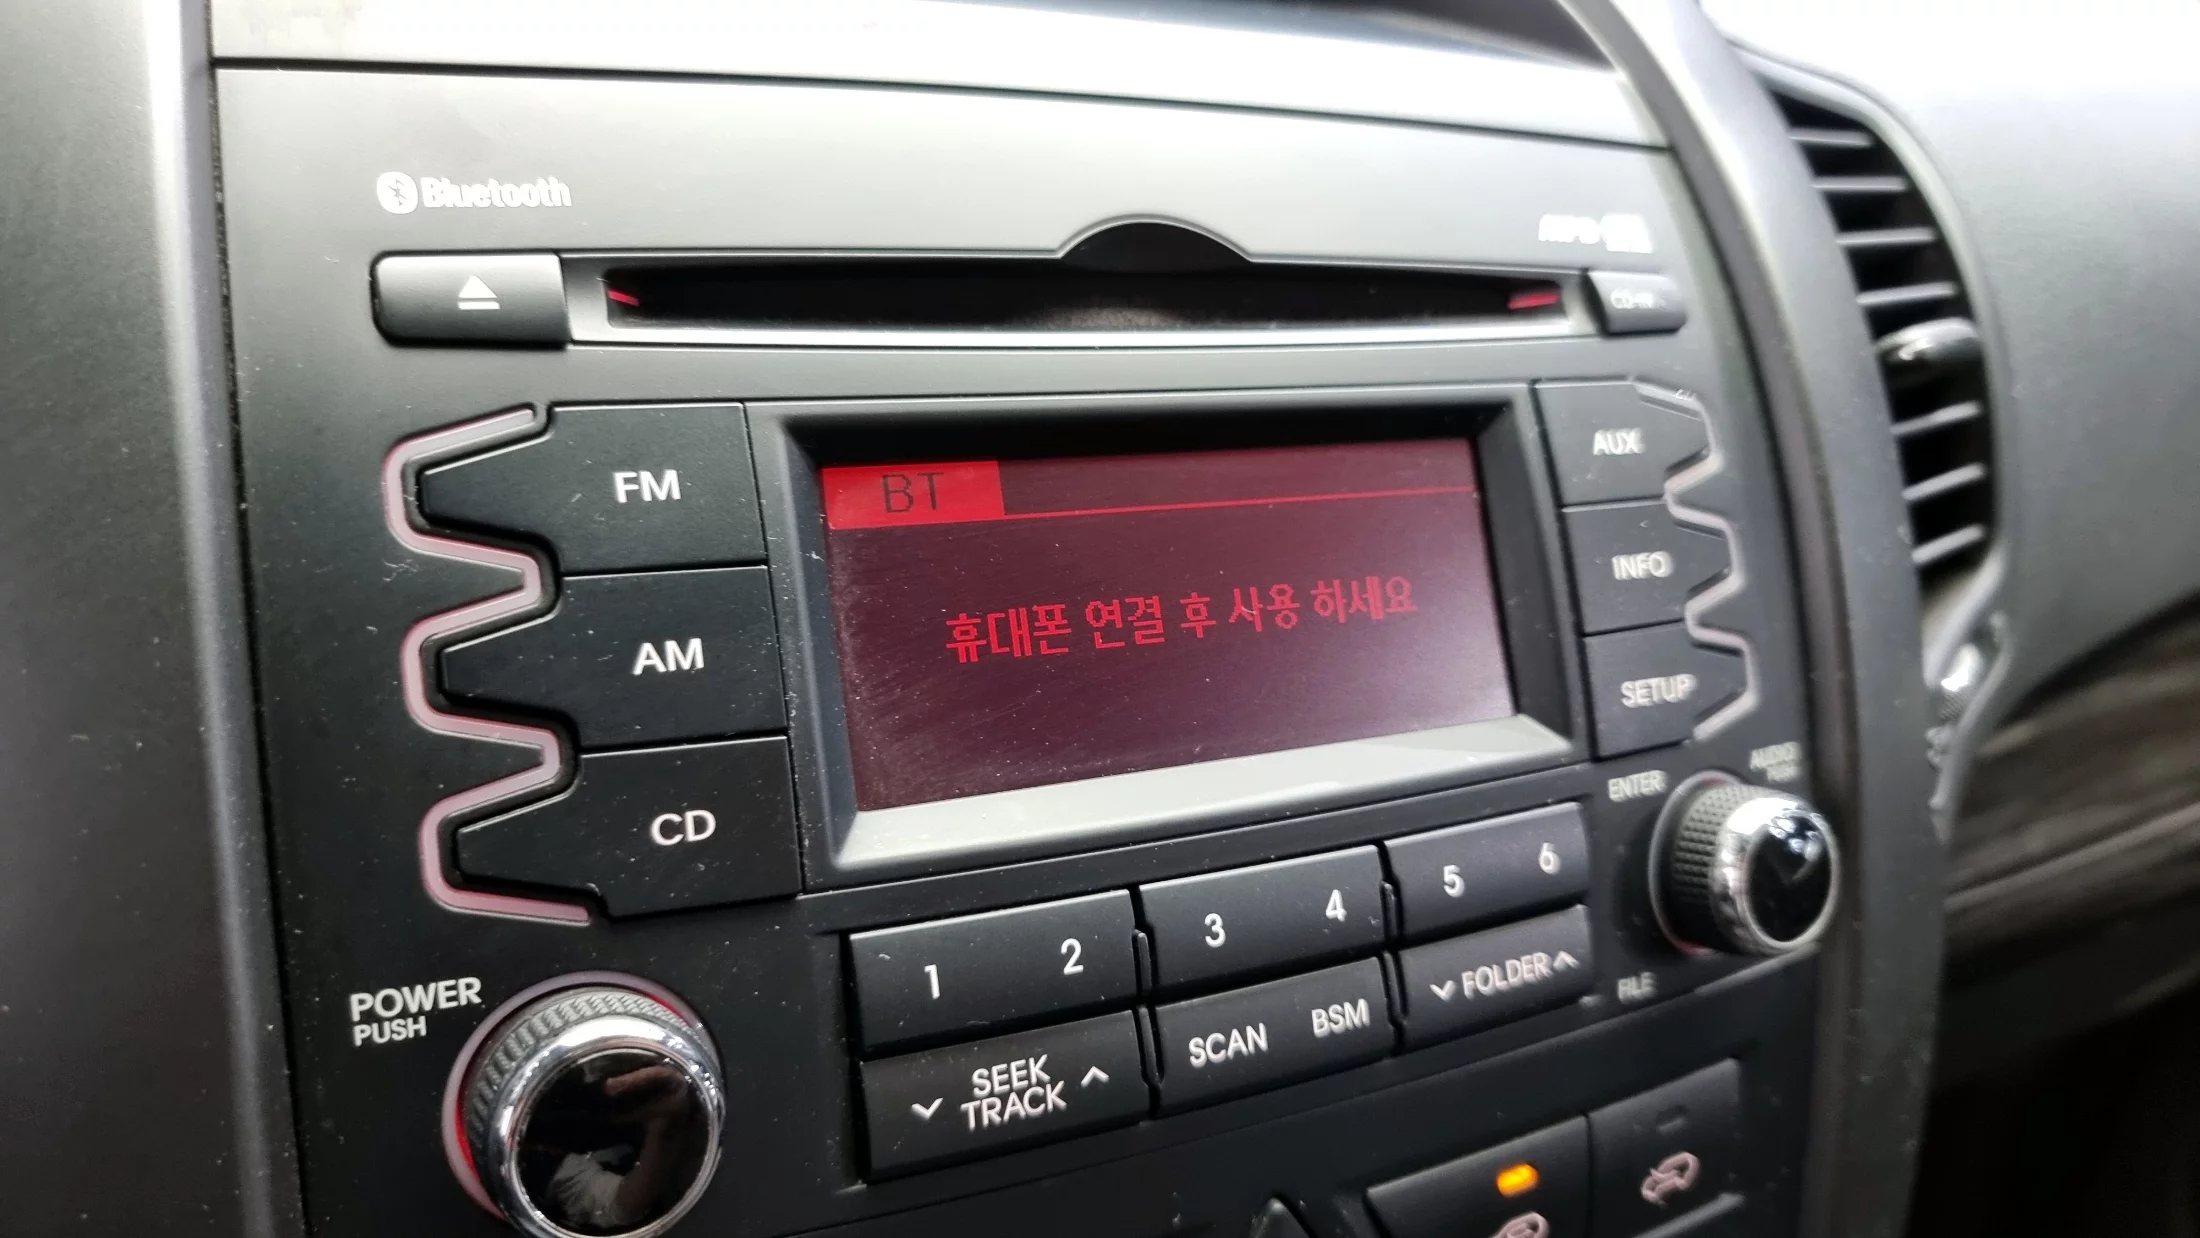 Bluetooth
FM
AM
CD
BT
휴대폰 연결 후 사용 하세요
AUX
INFO
SETUP
ENTER
AUDIO
1 2
3 4
5 6
POWER
PUSH
SEEK
TRACK
SCAN BSM
FOLDER
FILE